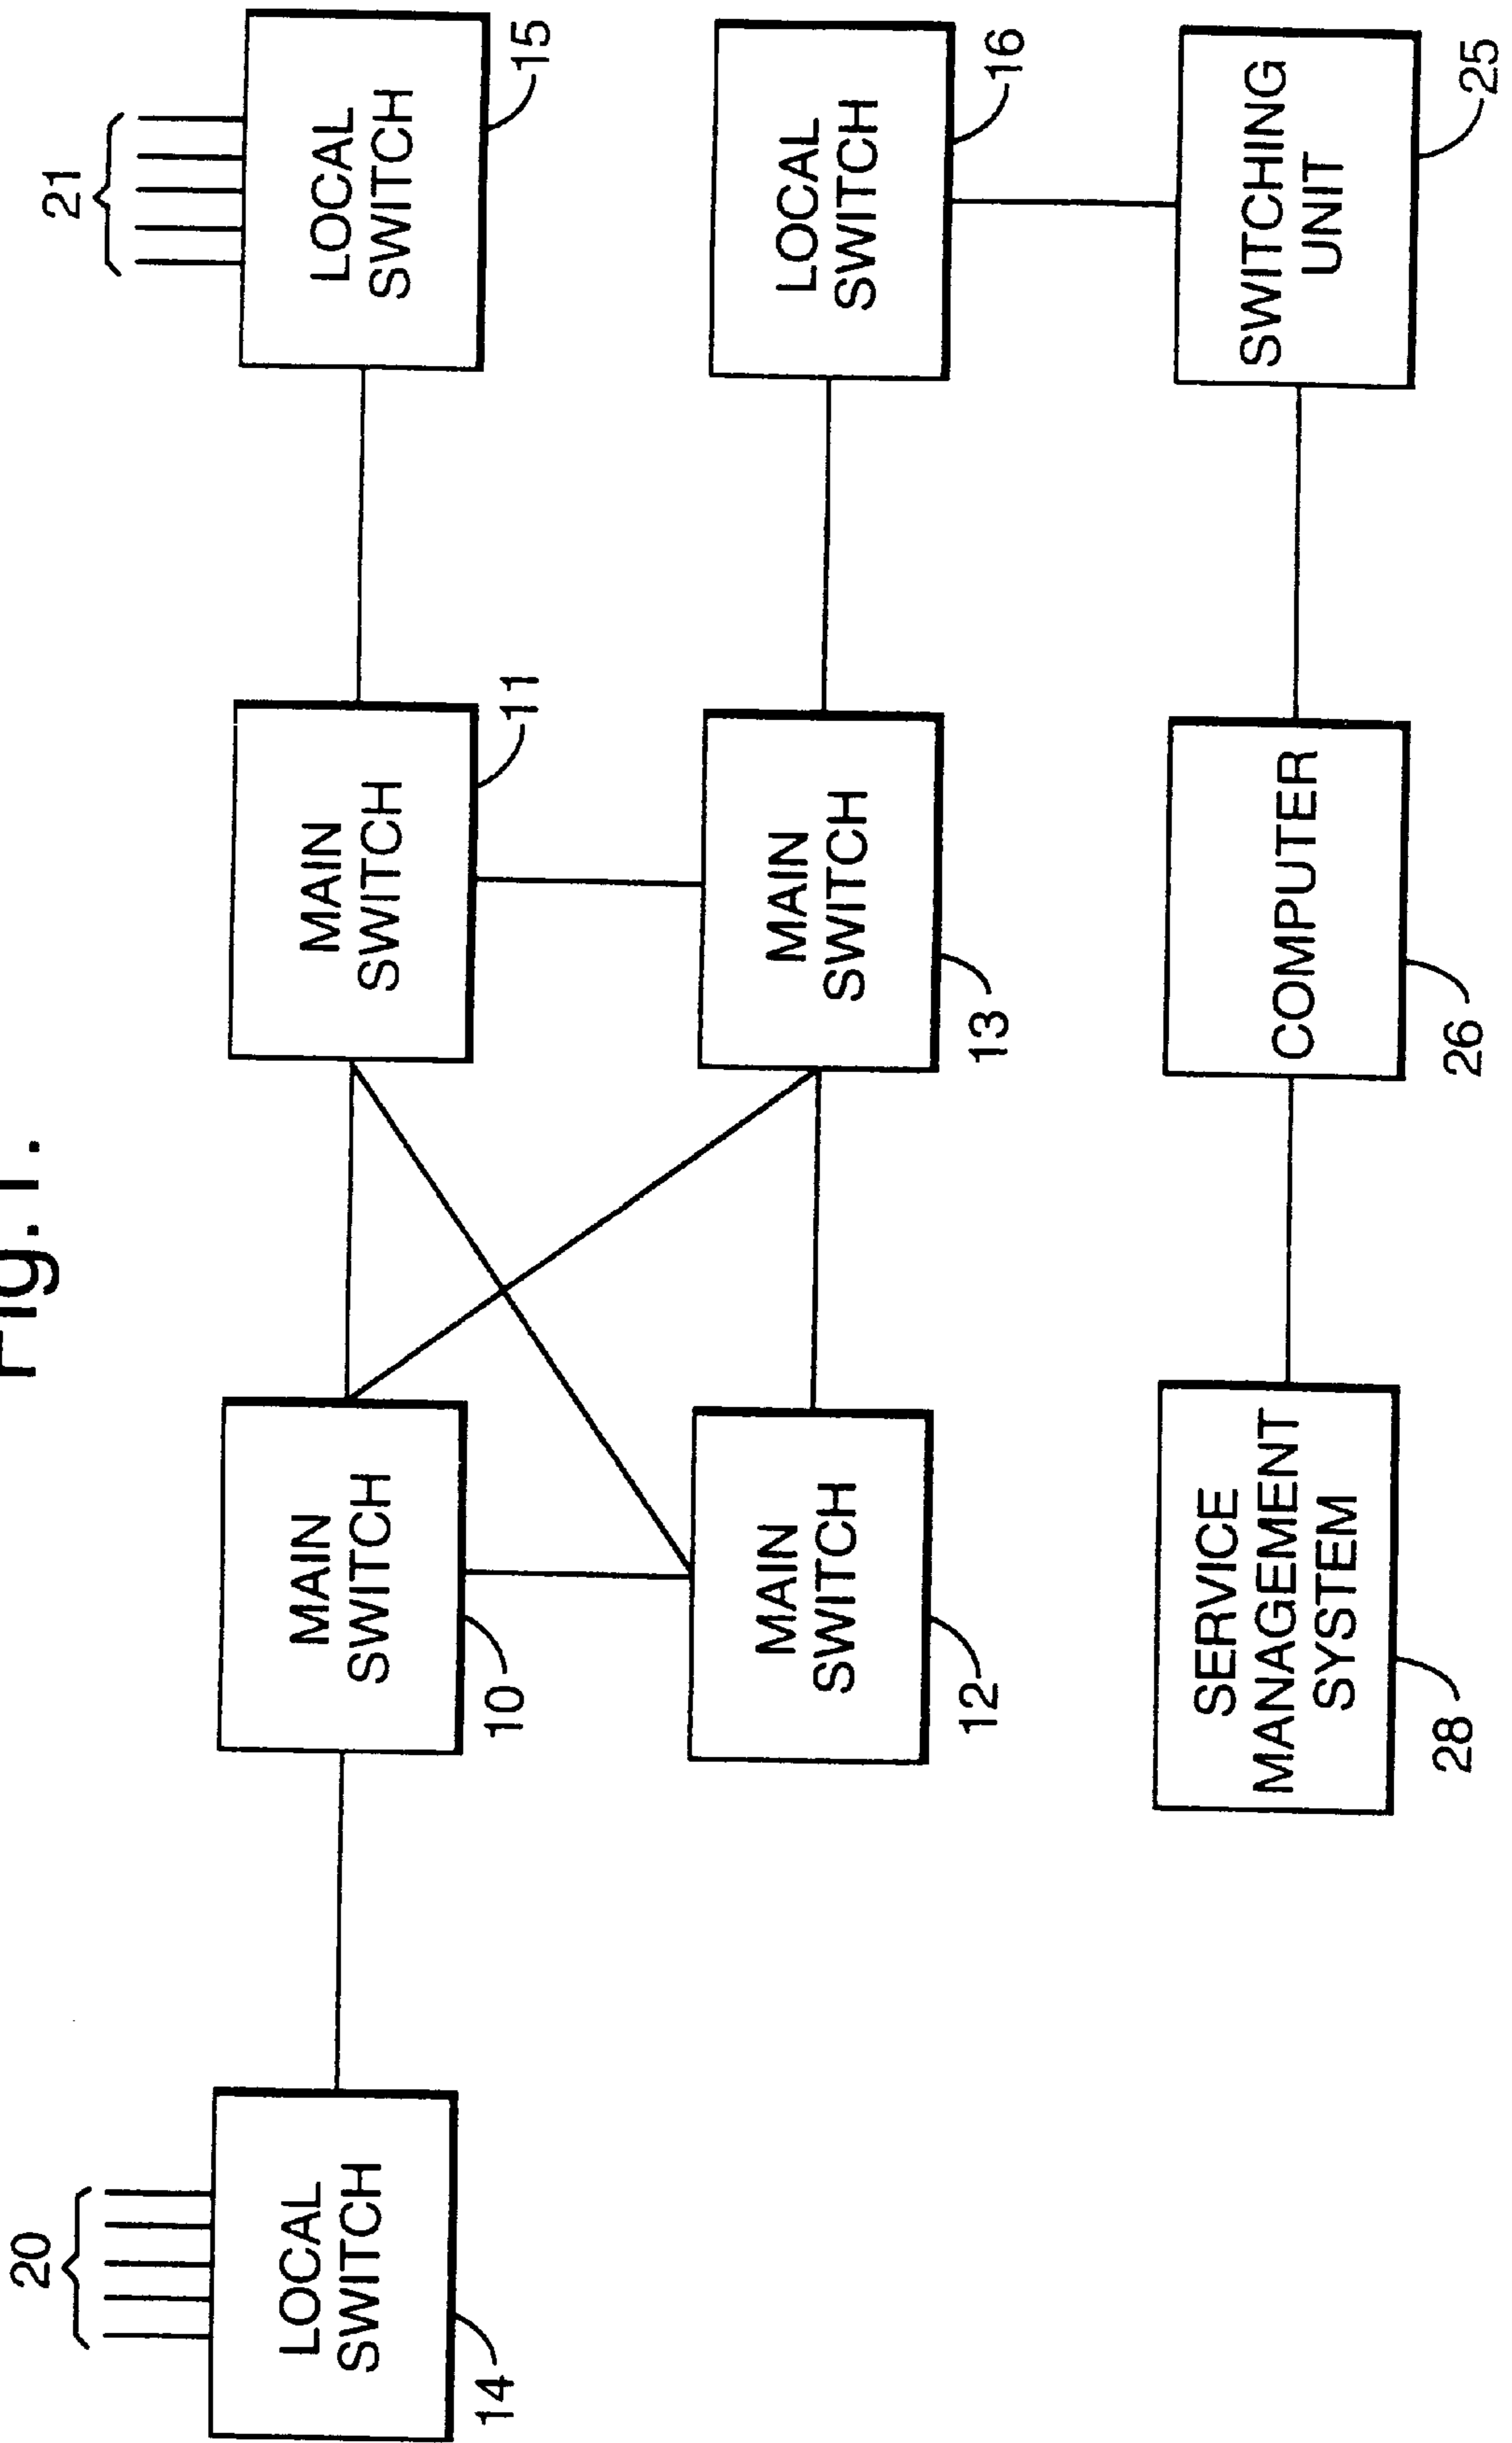 Fig.1.
20
LOCAL
SWITCH
14
MAIN
SWITCH
10
MAIN
SWITCH
11
21
LOCAL
SWITCH
15
MAIN
SWITCH
12
MAIN
SWITCH
13
LOCAL
SWITCH
16
SERVICE
MANAGEMENT
SYSTEM
28
COMPUTER
26
SWITCHING
UNIT
25